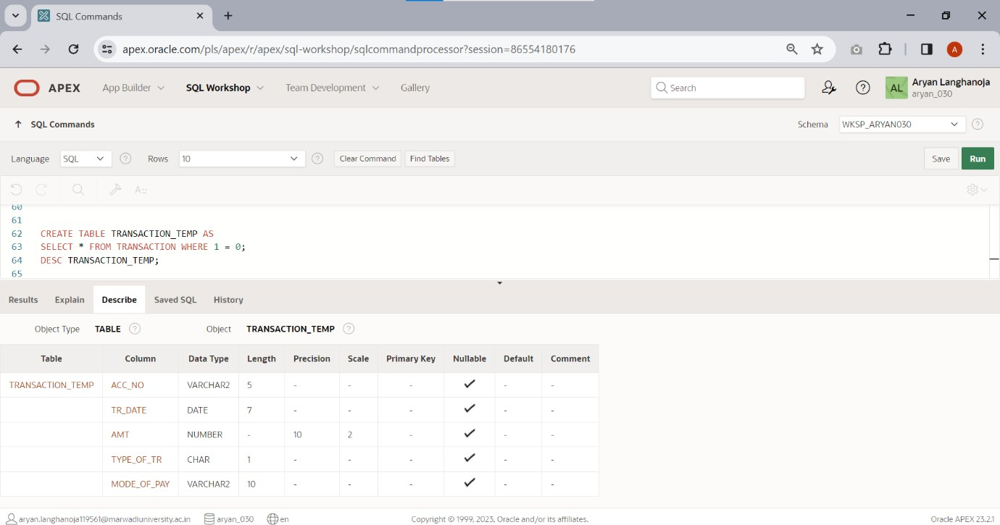 SQL Commands
apex.oracle.com/pls/apex/r/apex/sql-workshop/sqlcommandprocessor?session=86554180176
A
APEX App Builder SQL Workshop Team Development Gallery Search ? AL Aryan Langhanoja
aryan_030
SQL Commands Schema WKSP_ARYAN030 ?
Language SQL ? Rows 10 ? Clear Command Find Tables Save Run
A::
60
61
62 CREATE TABLE TRANSACTION_TEMP AS
63 SELECT * FROM TRANSACTION WHERE 1 = 0;
64 DESC TRANSACTION_TEMP;
65
Results Explain Describe Saved SQL History
Object Type TABLE ? Object TRANSACTION_TEMP ?
Table Column Data Type Length Precision Scale Primary Key Nullable Default Comment
TRANSACTION_TEMP ACC_NO VARCHAR2 5 - - - ✓ - -
TR_DATE DATE 7 - - - ✓ - -
AMT NUMBER - 10 2 - ✓ - -
TYPE_OF_TR CHAR 1 - - - ✓ - -
MODE_OF_PAY VARCHAR2 10 - - - ✓ - -
aryan.langhanoja119561@marwadiuniversity.ac.in aryan_030 en Copyright © 1999, 2023, Oracle and/or its affiliates. Oracle APEX 23.2.1